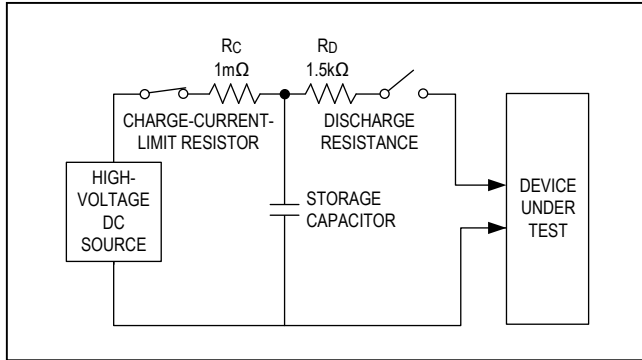 RC
1mΩ
RD
1.5kΩ
CHARGE-CURRENT-
LIMIT RESISTOR
DISCHARGE
RESISTANCE
HIGH-
VOLTAGE
DC
SOURCE
STORAGE
CAPACITOR
DEVICE
UNDER
TEST